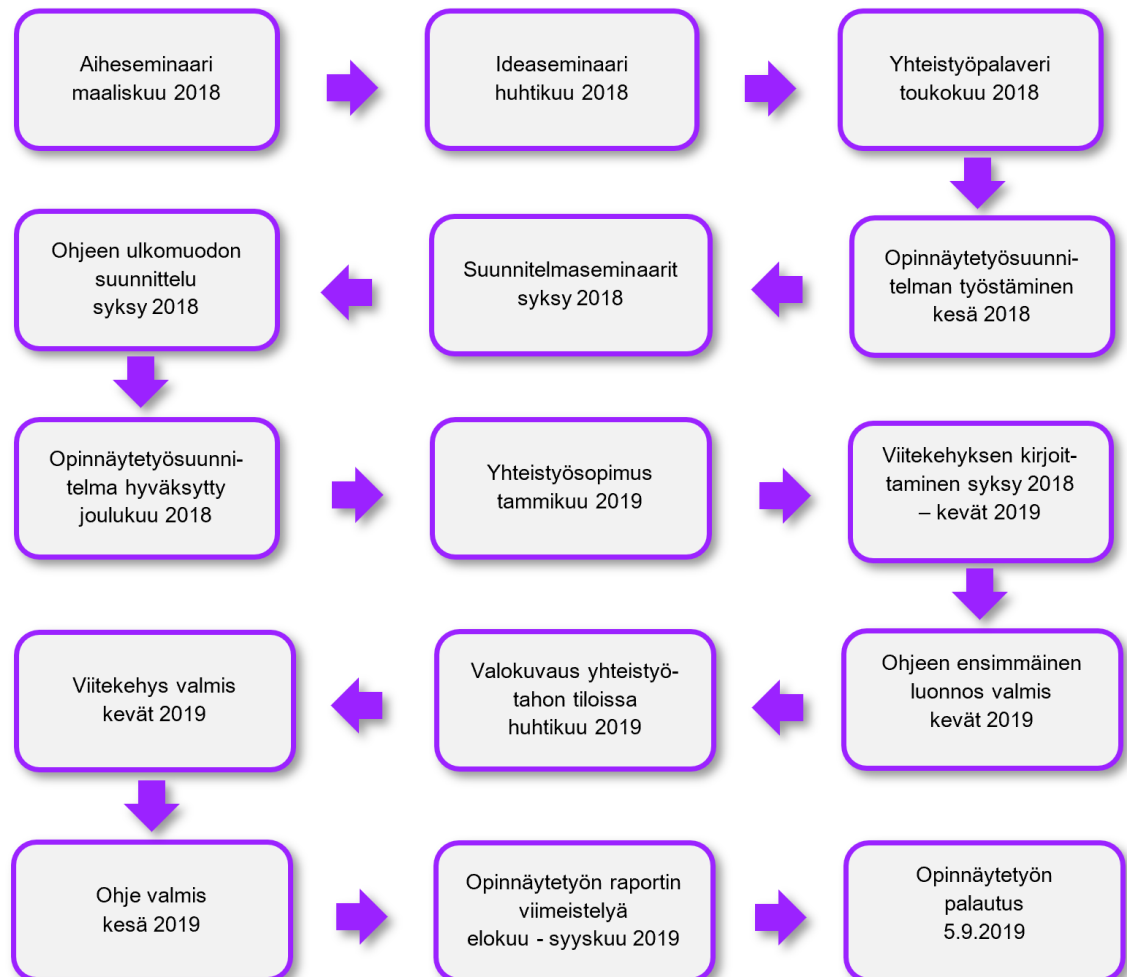 Aiheseminaari
maaliskuu 2018
Ideaseminaari
huhtikuu 2018
Yhteistyöpalaveri
toukokuu 2018
Opinnäytetyösuunni-
telman työstäminen
kesä 2018
Suunnitelmaseminaarit
syksy 2018
Ohjeen ulkomuodon
suunnittelu
syksy 2018
Opinnäytetyösuunni-
telma hyväksytty
joulukuu 2018
Yhteistyösopimus
tammikuu 2019
Viitekehyksen kirjoit-
taminen syksy 2018
– kevät 2019
Ohjeen ensimmäinen
luonnos valmis
kevät 2019
Valokuvaus yhteistyö-
tahon tiloissa
huhtikuu 2019
Viitekehys valmis
kevät 2019
Ohje valmis
kesä 2019
Opinnäytetyön raportin
viimeistelyä
elokuu - syyskuu 2019
Opinnäytetyön
palautus
5.9.2019